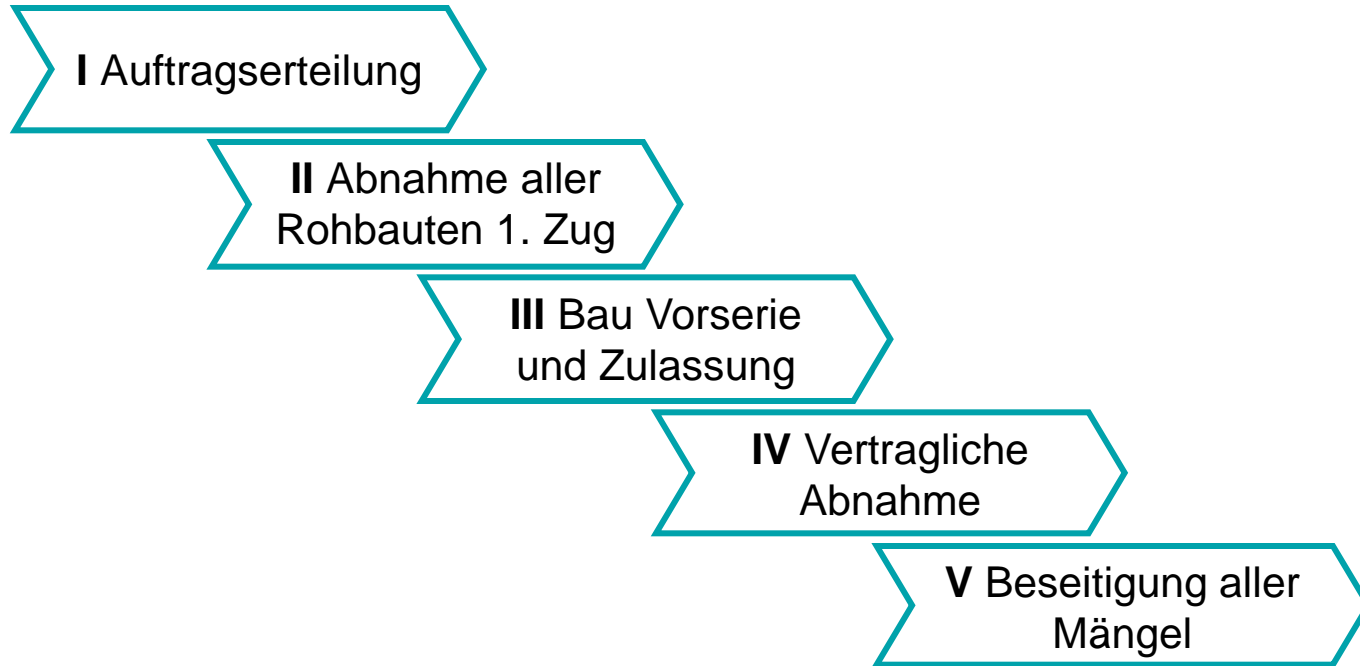 I Auftragserteilung
II Abnahme aller
Rohbauten 1. Zug
III Bau Vorserie
und Zulassung
IV Vertragliche
Abnahme
V Beseitigung aller
Mängel